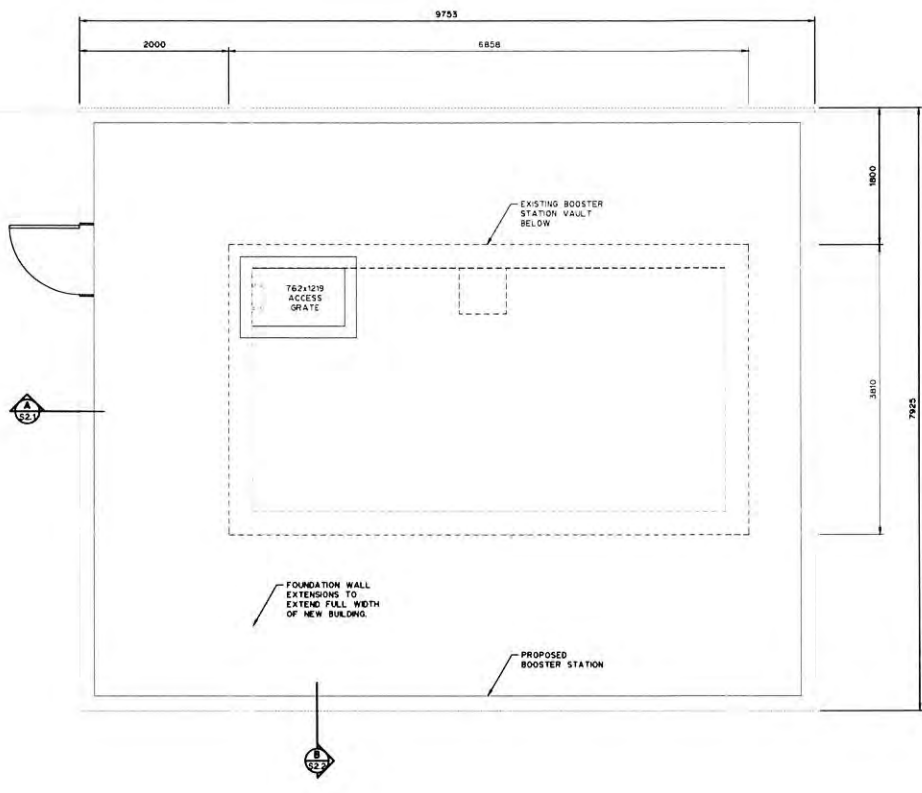 9753
2000
6858
1800
EXISTING BOOSTER
STATION VAULT
BELOW
762x1219
ACCESS
GRATE
3810
7925
A
S2.1
FOUNDATION WALL
EXTENSIONS TO
EXTEND FULL WIDTH
OF NEW BUILDING.
PROPOSED
BOOSTER STATION
B
S2.2